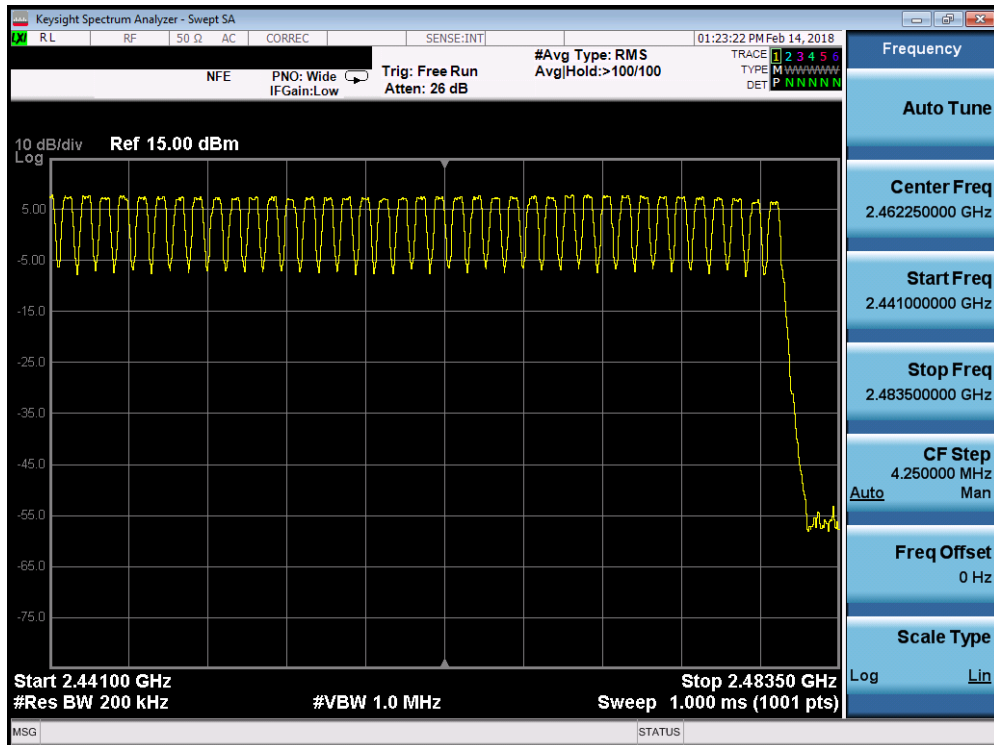 Keysight Spectrum Analyzer - Swept SA
LXI RL RF 50 Ω AC CORREC SENSE:INT 01:23:22 PM Feb 14, 2018
NFE PNO: Wide Trig: Free Run #Avg Type: RMS TRACE 1 2 3 4 5 6
IFGain:Low Atten: 26 dB Avg|Hold:>100/100 TYPE M W W W W W
DET P N N N N N
10 dB/div Ref 15.00 dBm
Log
5.00
-5.00
-15.0
-25.0
-35.0
-45.0
-55.0
-65.0
-75.0
Start 2.44100 GHz Stop 2.48350 GHz
#Res BW 200 kHz #VBW 1.0 MHz Sweep 1.000 ms (1001 pts)
MSG STATUS
Frequency
Auto Tune
Center Freq
2.462250000 GHz
Start Freq
2.441000000 GHz
Stop Freq
2.483500000 GHz
CF Step
4.250000 MHz
Auto Man
Freq Offset
0 Hz
Scale Type
Log Lin